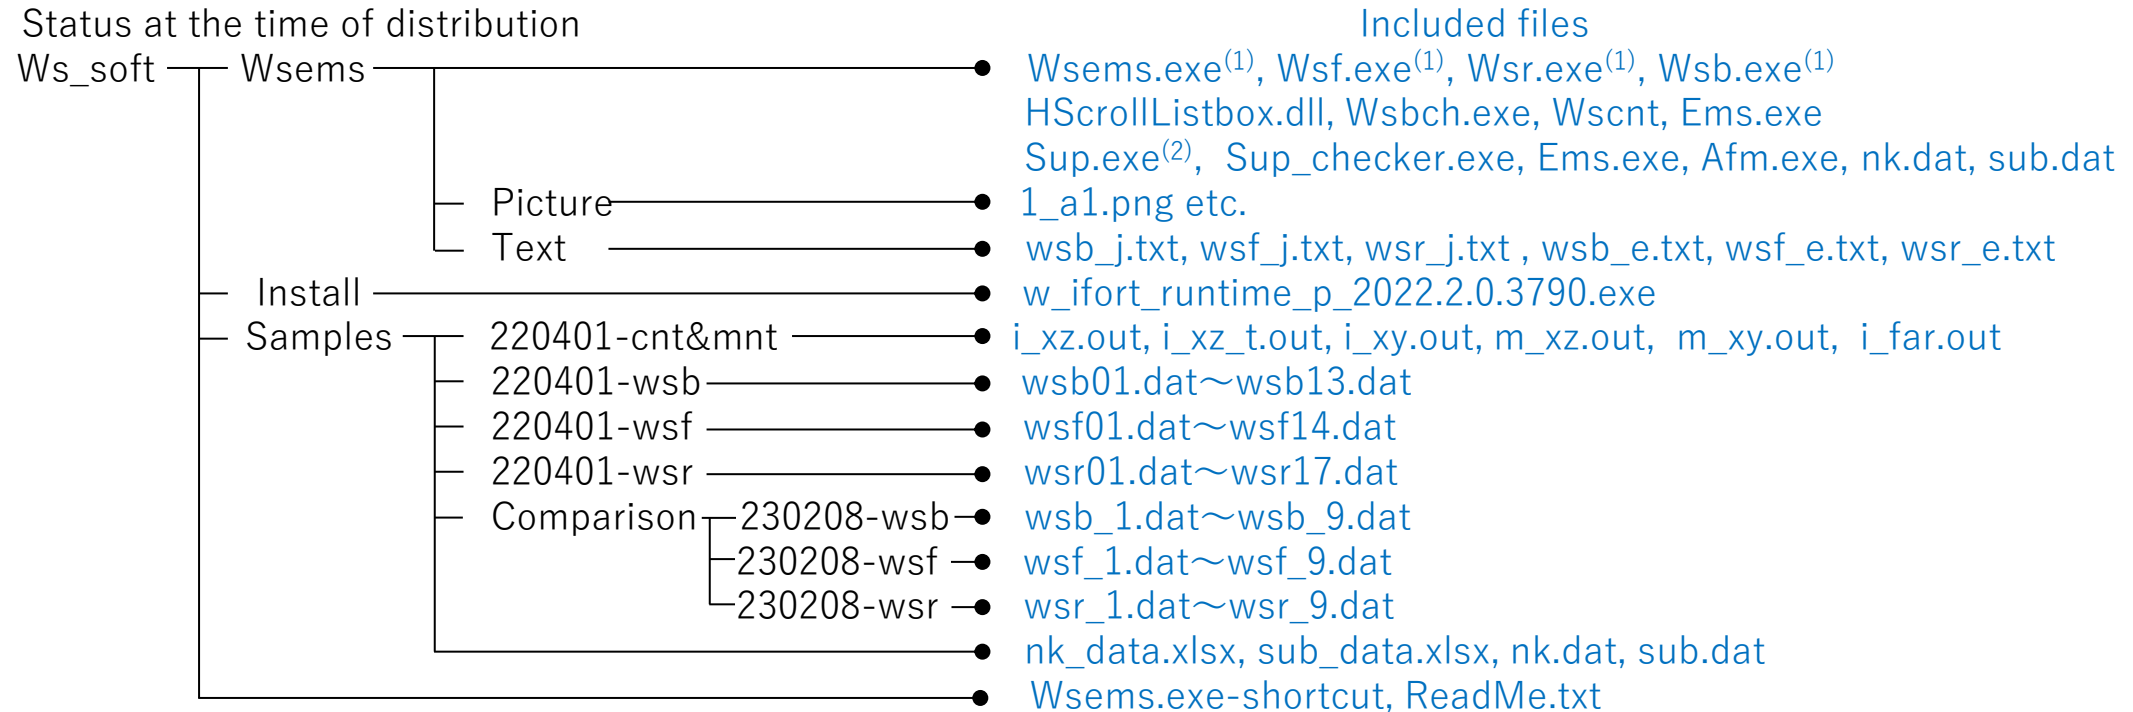 Status at the time of distribution Included files
Ws_soft Wsems Wsems.exe(1), Wsf.exe(1), Wsr.exe(1), Wsb.exe(1)
HScrollListbox.dll, Wsbch.exe, Wscnt, Ems.exe
Sup.exe(2), Sup_checker.exe, Ems.exe, Afm.exe, nk.dat, sub.dat
Picture 1_a1.png etc.
Text wsb_j.txt, wsf_j.txt, wsr_j.txt , wsb_e.txt, wsf_e.txt, wsr_e.txt
Install w_ifort_runtime_p_2022.2.0.3790.exe
Samples 220401-cnt&mnt i_xz.out, i_xz_t.out, i_xy.out, m_xz.out, m_xy.out, i_far.out
220401-wsb wsb01.dat～wsb13.dat
220401-wsf wsf01.dat～wsf14.dat
220401-wsr wsr01.dat～wsr17.dat
Comparison 230208-wsb wsb_1.dat～wsb_9.dat
230208-wsf wsf_1.dat～wsf_9.dat
230208-wsr wsr_1.dat～wsr_9.dat
nk_data.xlsx, sub_data.xlsx, nk.dat, sub.dat
Wsems.exe-shortcut, ReadMe.txt